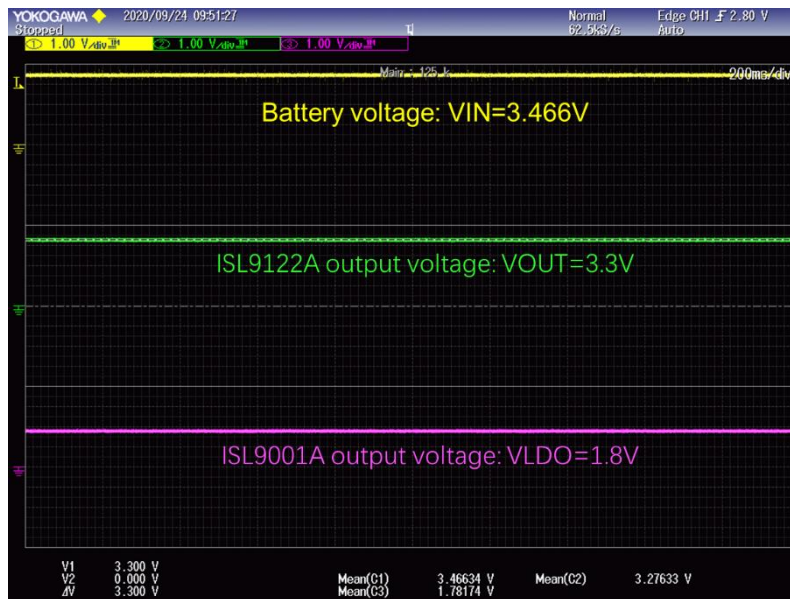 YOKOGAWA 2020/09/24 09:51:27 Normal Edge CH1 2.80 V
Stopped 62.5kS/s Auto
1 1.00 V/div 2 1.00 V/div 3 1.00 V/div
Main : 125 k 200ms/div
Battery voltage: VIN=3.466V
ISL9122A output voltage: VOUT=3.3V
ISL9001A output voltage: VLDO=1.8V
V1 3.300 V
V2 0.000 V Mean(C1) 3.46634 V Mean(C2) 3.27633 V
ΔV 3.300 V Mean(C3) 1.78174 V